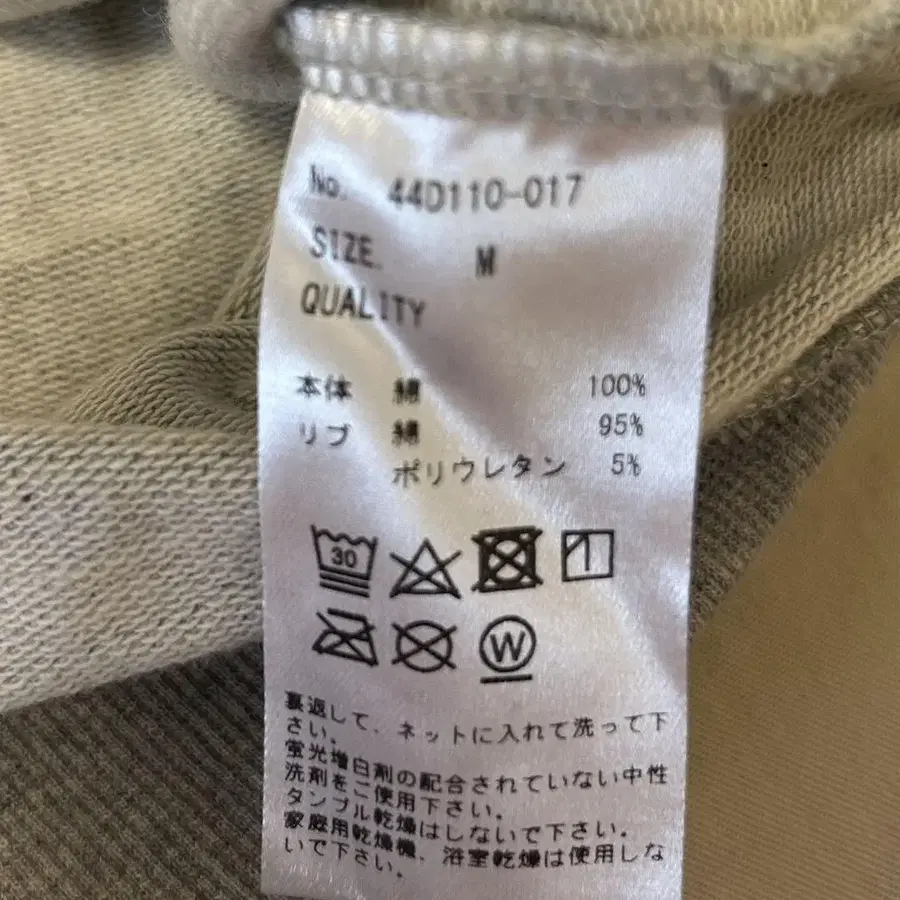 No. 44D110-017
SIZE. M
QUALITY
本体 綿 100%
リブ 綿 95%
ポリウレタン 5%
30
W
裏返して、ネットに入れて洗って下
さい。
蛍光増白剤の配合されていない中性
洗剤をご使用下さい。
タンブル乾燥はしないで下さい。
家庭用乾燥機、浴室乾燥は使用しな
いで下さい。